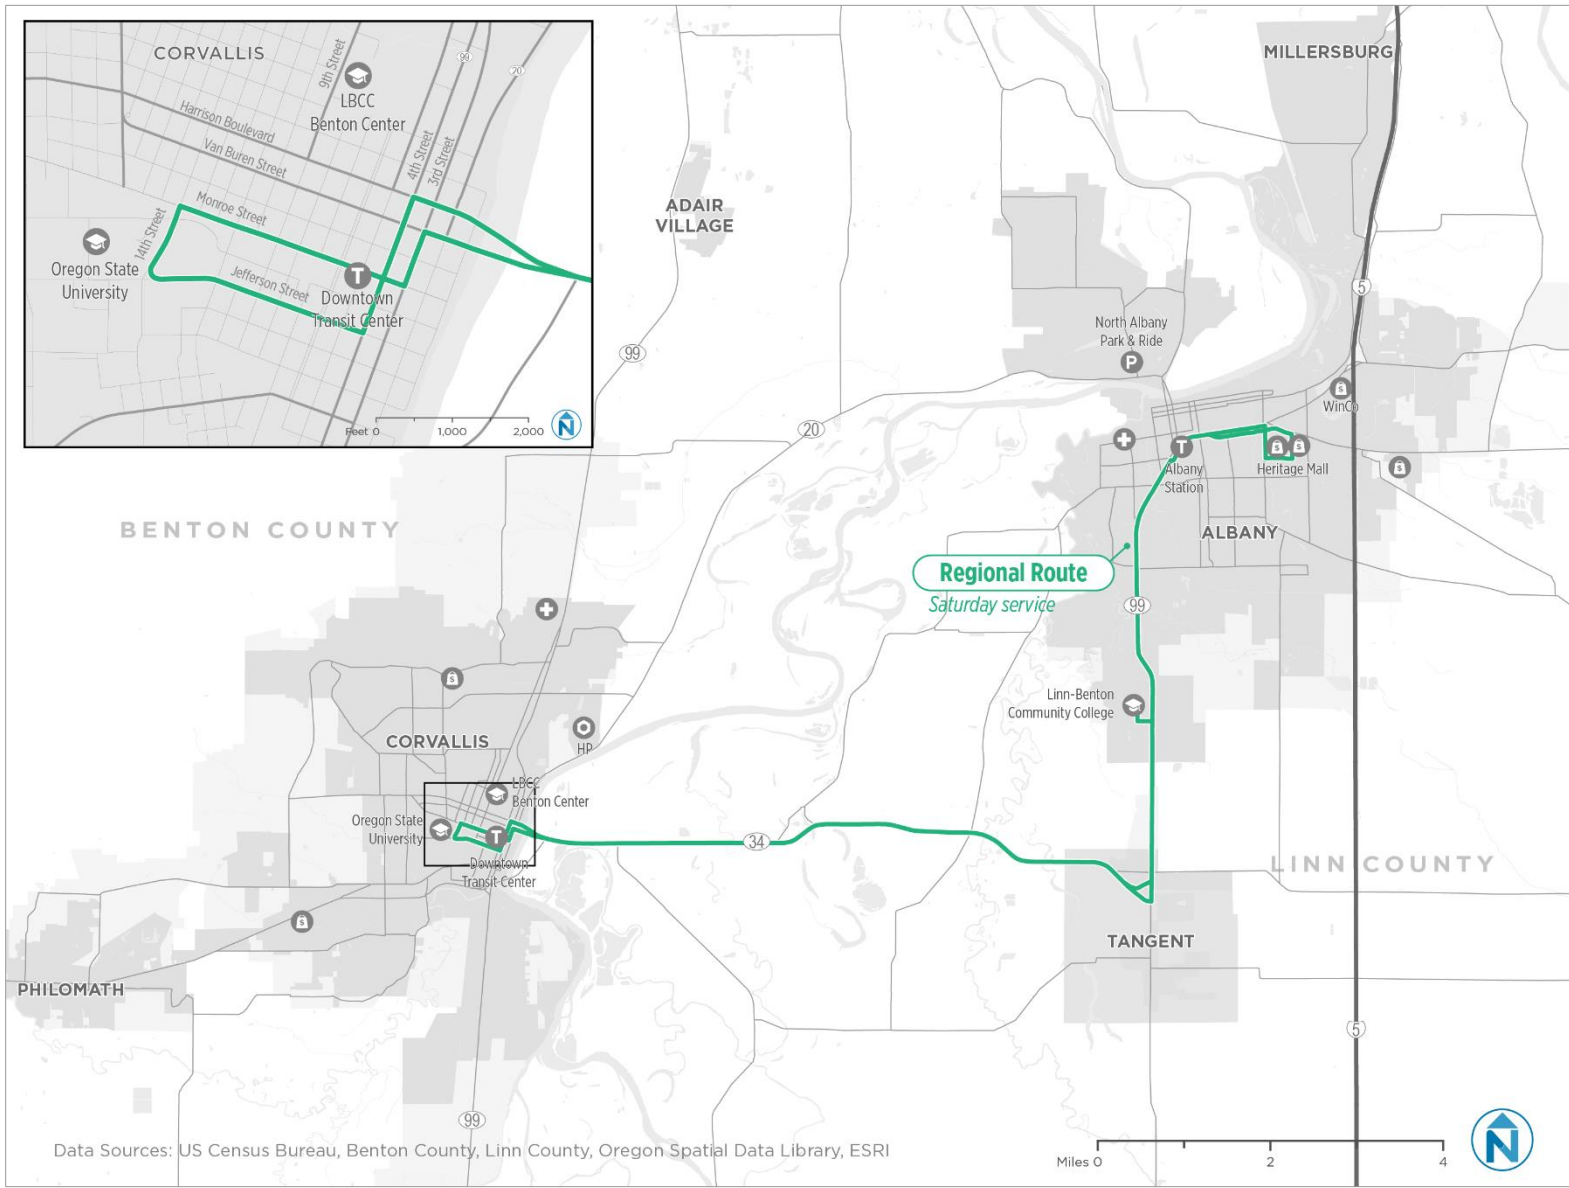 CORVALLIS
9th Street
99
20
LBCC
Benton Center
Harrison Boulevard
Van Buren Street
4th Street
3rd Street
Monroe Street
14th Street
Oregon State
University
Jefferson Street
T
Downtown
Transit Center
Feet 0
1,000
2,000
N
MILLERSBURG
ADAIR
VILLAGE
5
North Albany
Park & Ride
P
99
20
$
WinCo
T
Albany
Station
$
$
Heritage Mall
$
BENTON COUNTY
ALBANY
Regional Route
Saturday service
99
$
Linn-Benton
Community College
CORVALLIS
HP
LBCC
Benton Center
Oregon State
University
T
Downtown
Transit Center
34
LINN COUNTY
$
TANGENT
PHILOMATH
5
99
Data Sources: US Census Bureau, Benton County, Linn County, Oregon Spatial Data Library, ESRI
Miles 0
2
4
N